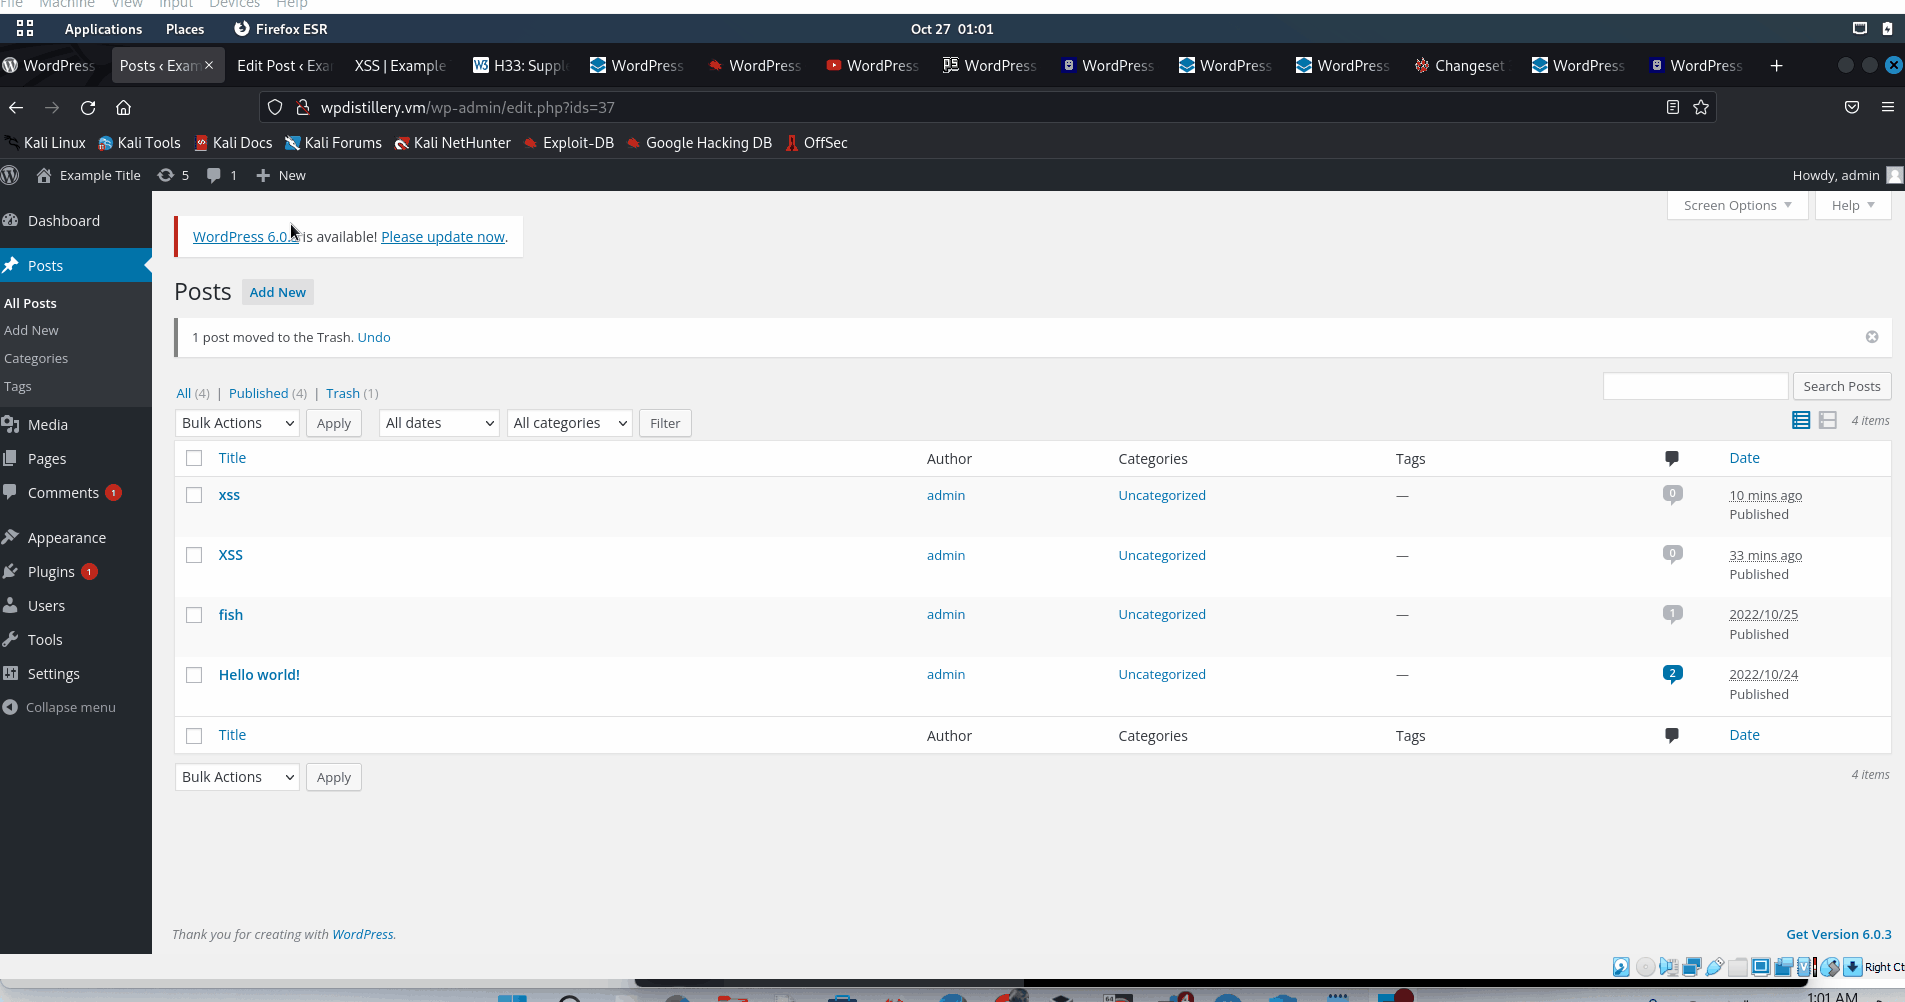 File Machine View Input Devices Help
Applications Places Firefox ESR Oct 27 01:01
WordPress Posts ‹ Exam Edit Post ‹ Exa XSS | Example H33: Suppl WordPress WordPress WordPress WordPress WordPress WordPress WordPress Changeset WordPress WordPress
wpdistillery.vm/wp-admin/edit.php?ids=37
Kali Linux Kali Tools Kali Docs Kali Forums Kali NetHunter Exploit-DB Google Hacking DB OffSec
Example Title 5 1 New Howdy, admin
Dashboard
Posts
All Posts
Add New
Categories
Tags
Media
Pages
Comments 1
Appearance
Plugins 1
Users
Tools
Settings
Collapse menu
Screen Options Help
WordPress 6.0. is available! Please update now.
Posts Add New
1 post moved to the Trash. Undo
All (4) | Published (4) | Trash (1)
Search Posts
Bulk Actions Apply All dates All categories Filter
4 items
Title Author Categories Tags Date
xss admin Uncategorized — 0 10 mins ago
Published
XSS admin Uncategorized — 0 33 mins ago
Published
fish admin Uncategorized — 1 2022/10/25
Published
Hello world! admin Uncategorized — 2 2022/10/24
Published
Title Author Categories Tags Date
Bulk Actions Apply
4 items
Thank you for creating with WordPress.
Get Version 6.0.3
Right Ct
1:01 AM